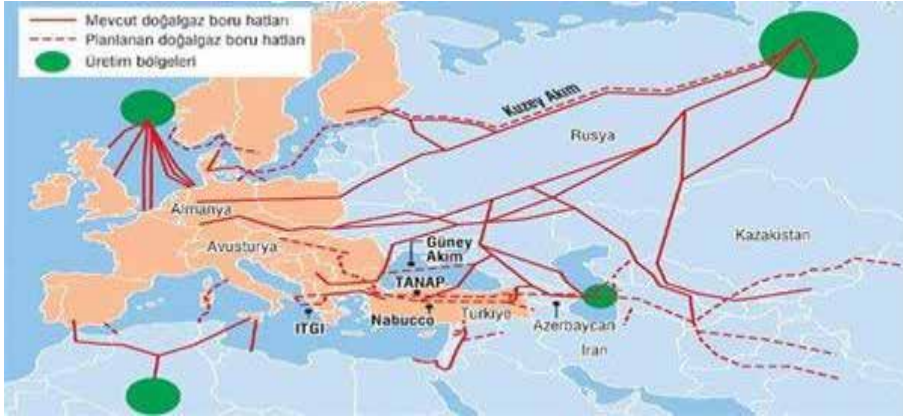 Mevcut doğalgaz boru hatları
Planlanan doğalgaz boru hatları
Üretim bölgeleri
Kuzey Akım
Rusya
Almanya
Kazakistan
Avusturya
Güney
Akım
TANAP
ITGI
Nabucco
Türkiye
Azerbaycan
İran